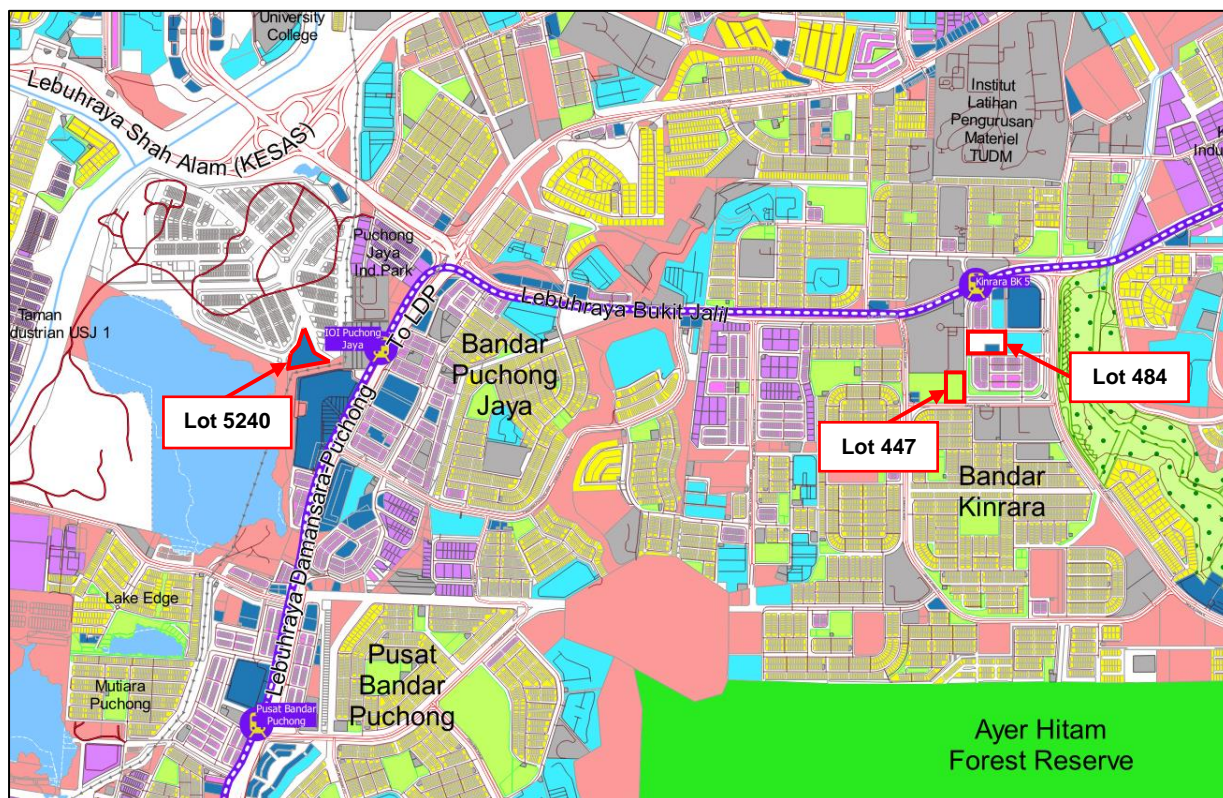 University
College
Lebuhraya Shah Alam (KESAS)
Institut
Latihan
Pengurusan
Materiel
TUDM
Indu
Puchong
Jaya
Ind.Park
Kinrara BK 5
Lebuhraya Bukit Jalil
To LDP
Taman
dustrian USJ 1
IOI Puchong
Jaya
Bandar
Puchong
Jaya
Lot 484
Lot 5240
Lot 447
Lebuhraya Damansara-Puchong
Bandar
Kinrara
Lake Edge
Mutiara
Puchong
Pusat
Bandar
Puchong
Pusat Bandar
Puchong
Ayer Hitam
Forest Reserve